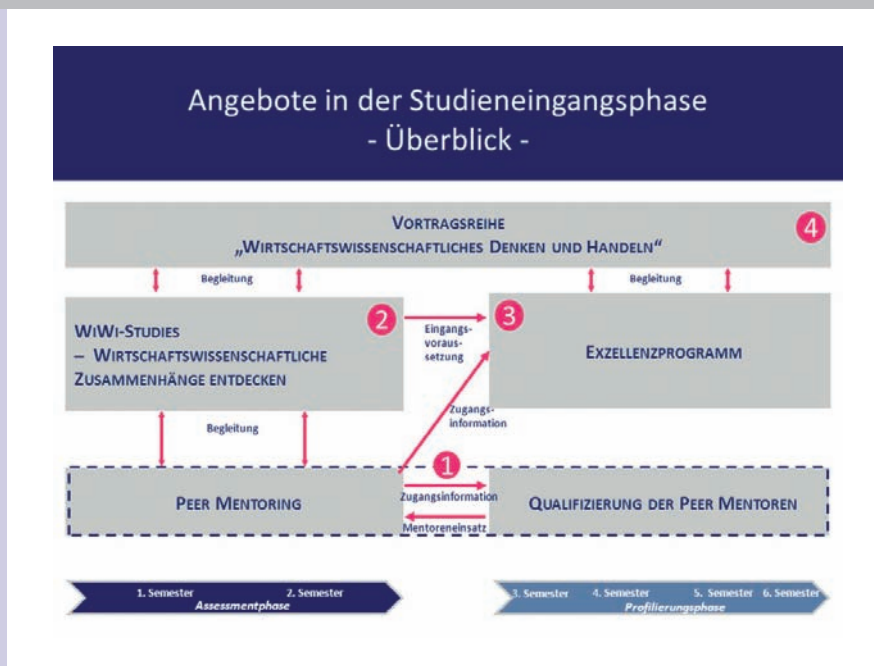 Angebote in der Studieneingangsphase
- Überblick -
VORTRAGSREIHE
„WIRTSCHAFTSWISSENSCHAFTLICHES DENKEN UND HANDELN“
4
Begleitung
Begleitung
WIWI-STUDIES
– WIRTSCHAFTSWISSENSCHAFTLICHE
ZUSAMMENHÄNGE ENTDECKEN
2
Eingangs-
voraus-
setzung
3
EXZELLENZPROGRAMM
Begleitung
Zugangs-
information
1
PEER MENTORING
Zugangsinformation
Mentoreneinsatz
QUALIFIZIERUNG DER PEER MENTOREN
1. Semester 2. Semester
Assessmentphase
3. Semester 4. Semester 5. Semester 6. Semester
Profilierungsphase